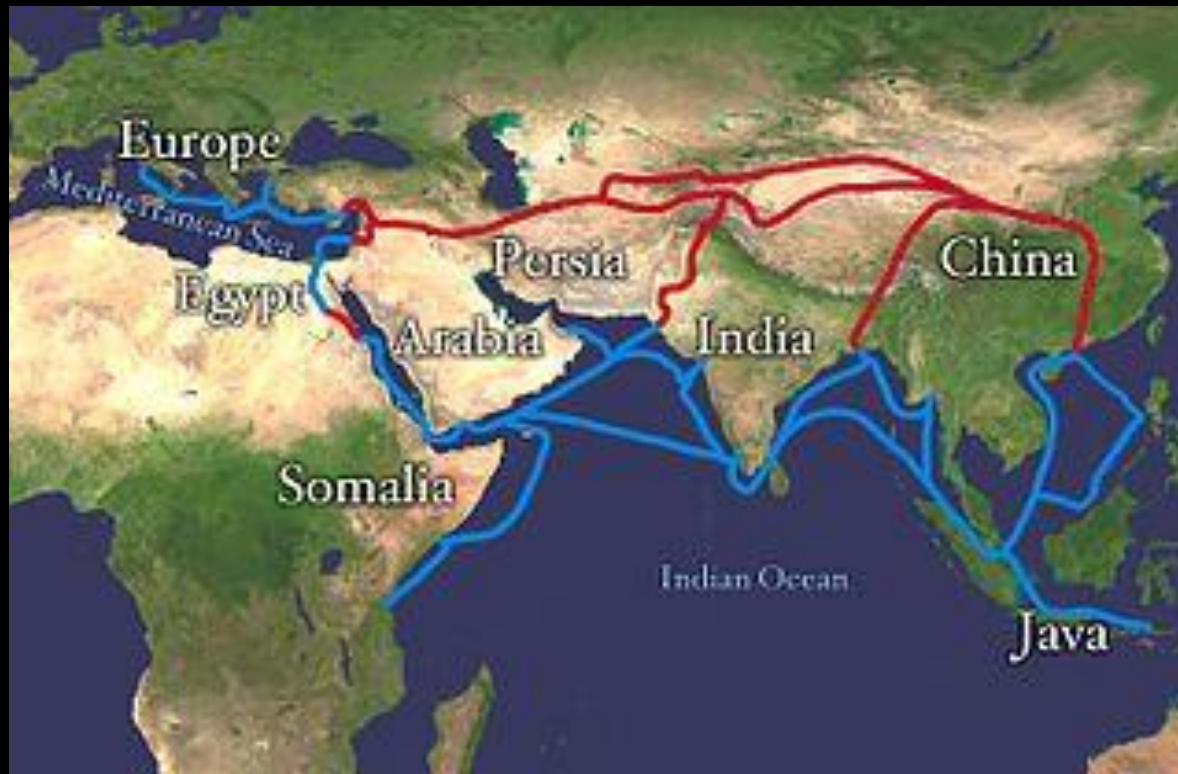 Europe
Mediterranean Sea
Egypt
Persia
China
Arabia
India
Somalia
Indian Ocean
Java